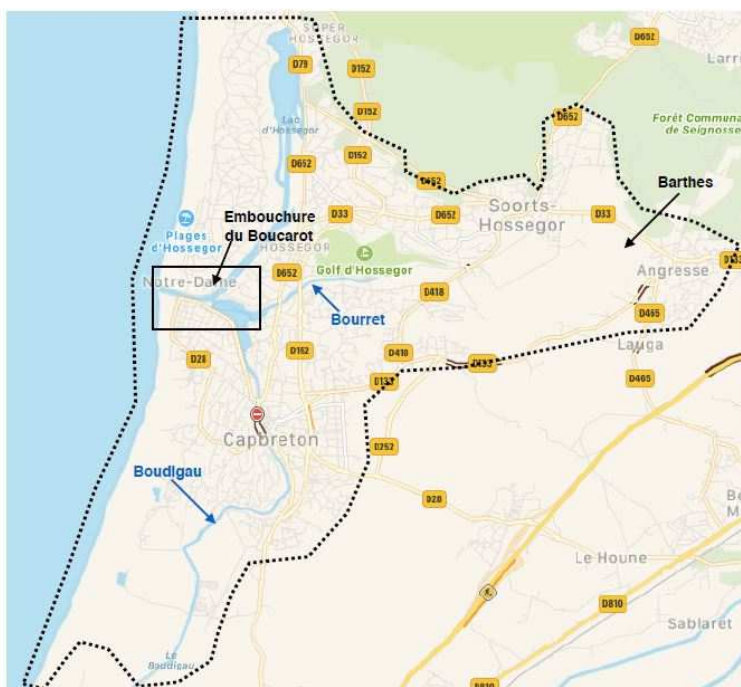 SUPER
HOSSEGOR
D652
Larr
D79
D152
Lac
d'Hossegor
D152
D652
Forêt Communa
de Seignosse
D152
D652
D652
Barthes
Soorts-
Hossegor
D33
D652
D33
Embouchure
du Boucarot
Plages
d'Hossegor
HOSSEGOR
Golf d'Hossegor
Angresse
D133
Notre-Dame
D652
D418
Bourret
D465
Lauga
D28
D152
D410
D133
D133
D465
Capbreton
D252
Boudigau
D28
Le Houne
D810
Sablaret
Le
Boudigau
D810